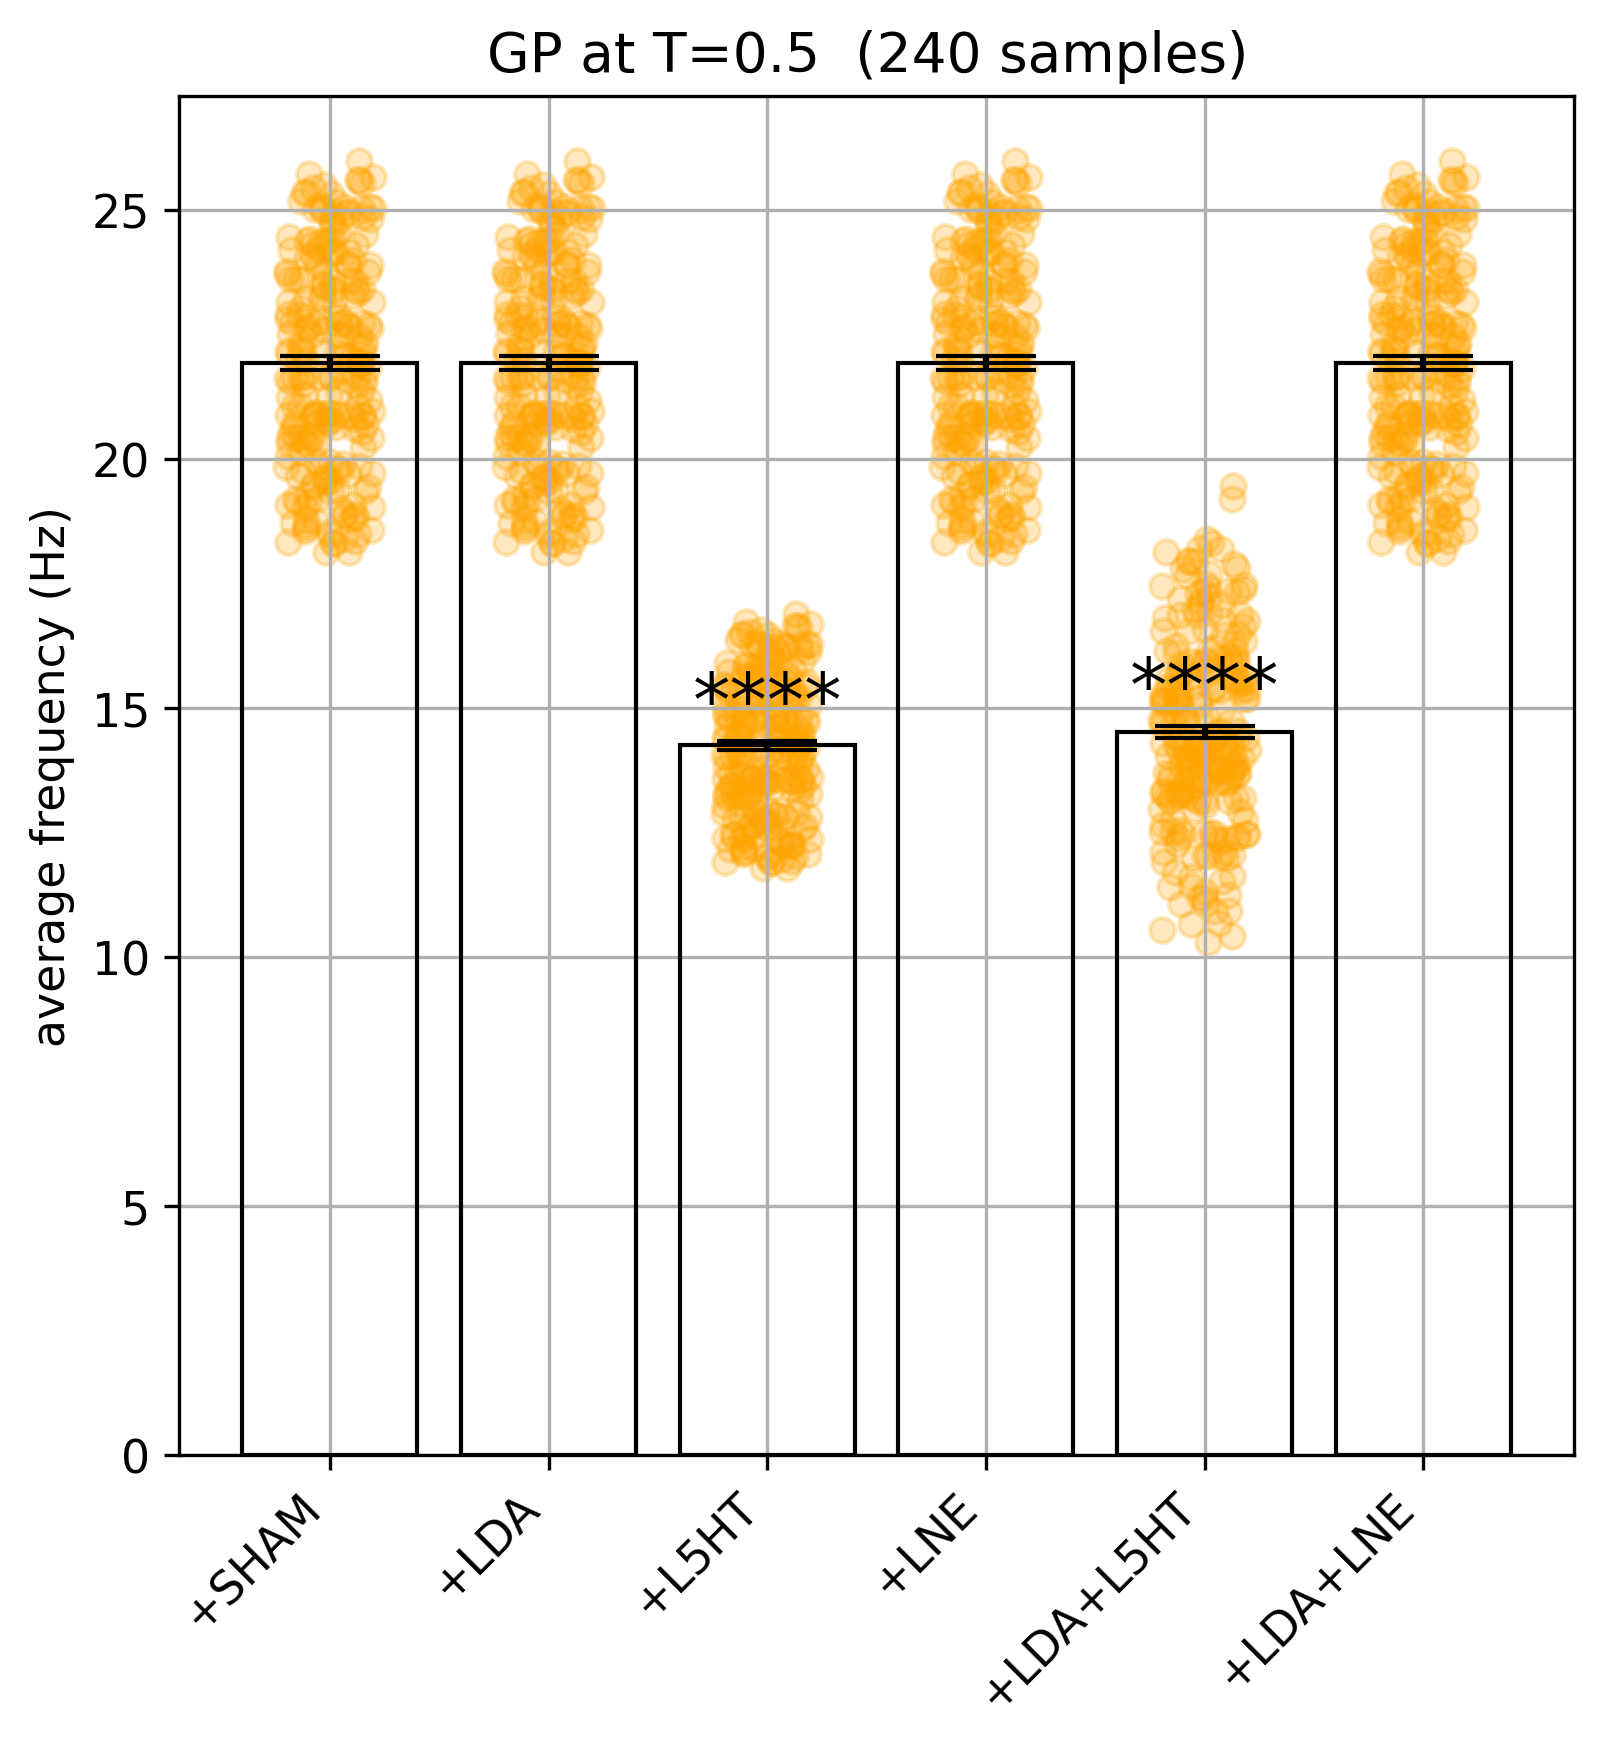 GP at T=0.5  (240 samples)
average frequency (Hz)
25
20
15
10
5
0
****
****
+SHAM
+LDA
+L5HT
+LNE
+LDA+L5HT
+LDA+LNE